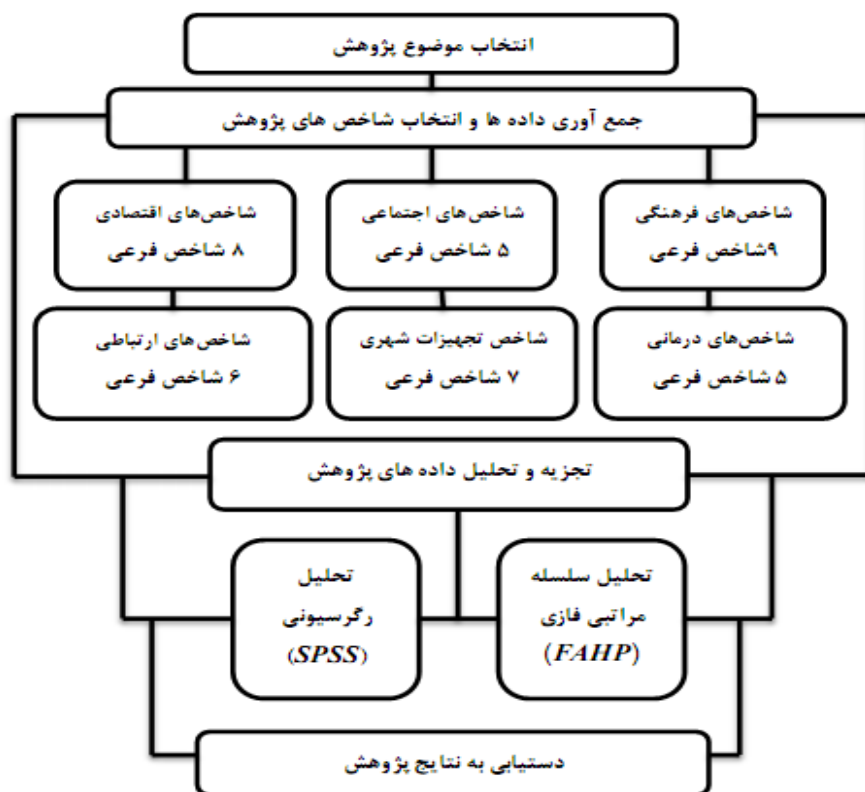 انتخاب موضوع پژوهش
جمع آوری داده ها و انتخاب شاخص های پژوهش
شاخص‌های فرهنگی
۹شاخص فرعی
شاخص‌های اجتماعی
۵ شاخص فرعی
شاخص‌های اقتصادی
۸ شاخص فرعی
شاخص‌های درمانی
۵ شاخص فرعی
شاخص تجهیزات شهری
۷ شاخص فرعی
شاخص‌های ارتباطی
۶ شاخص فرعی
تجزیه و تحلیل داده های پژوهش
تحلیل سلسله
مراتبی فازی
(FAHP)
تحلیل
رگرسیونی
(SPSS)
دستیابی به نتایج پژوهش